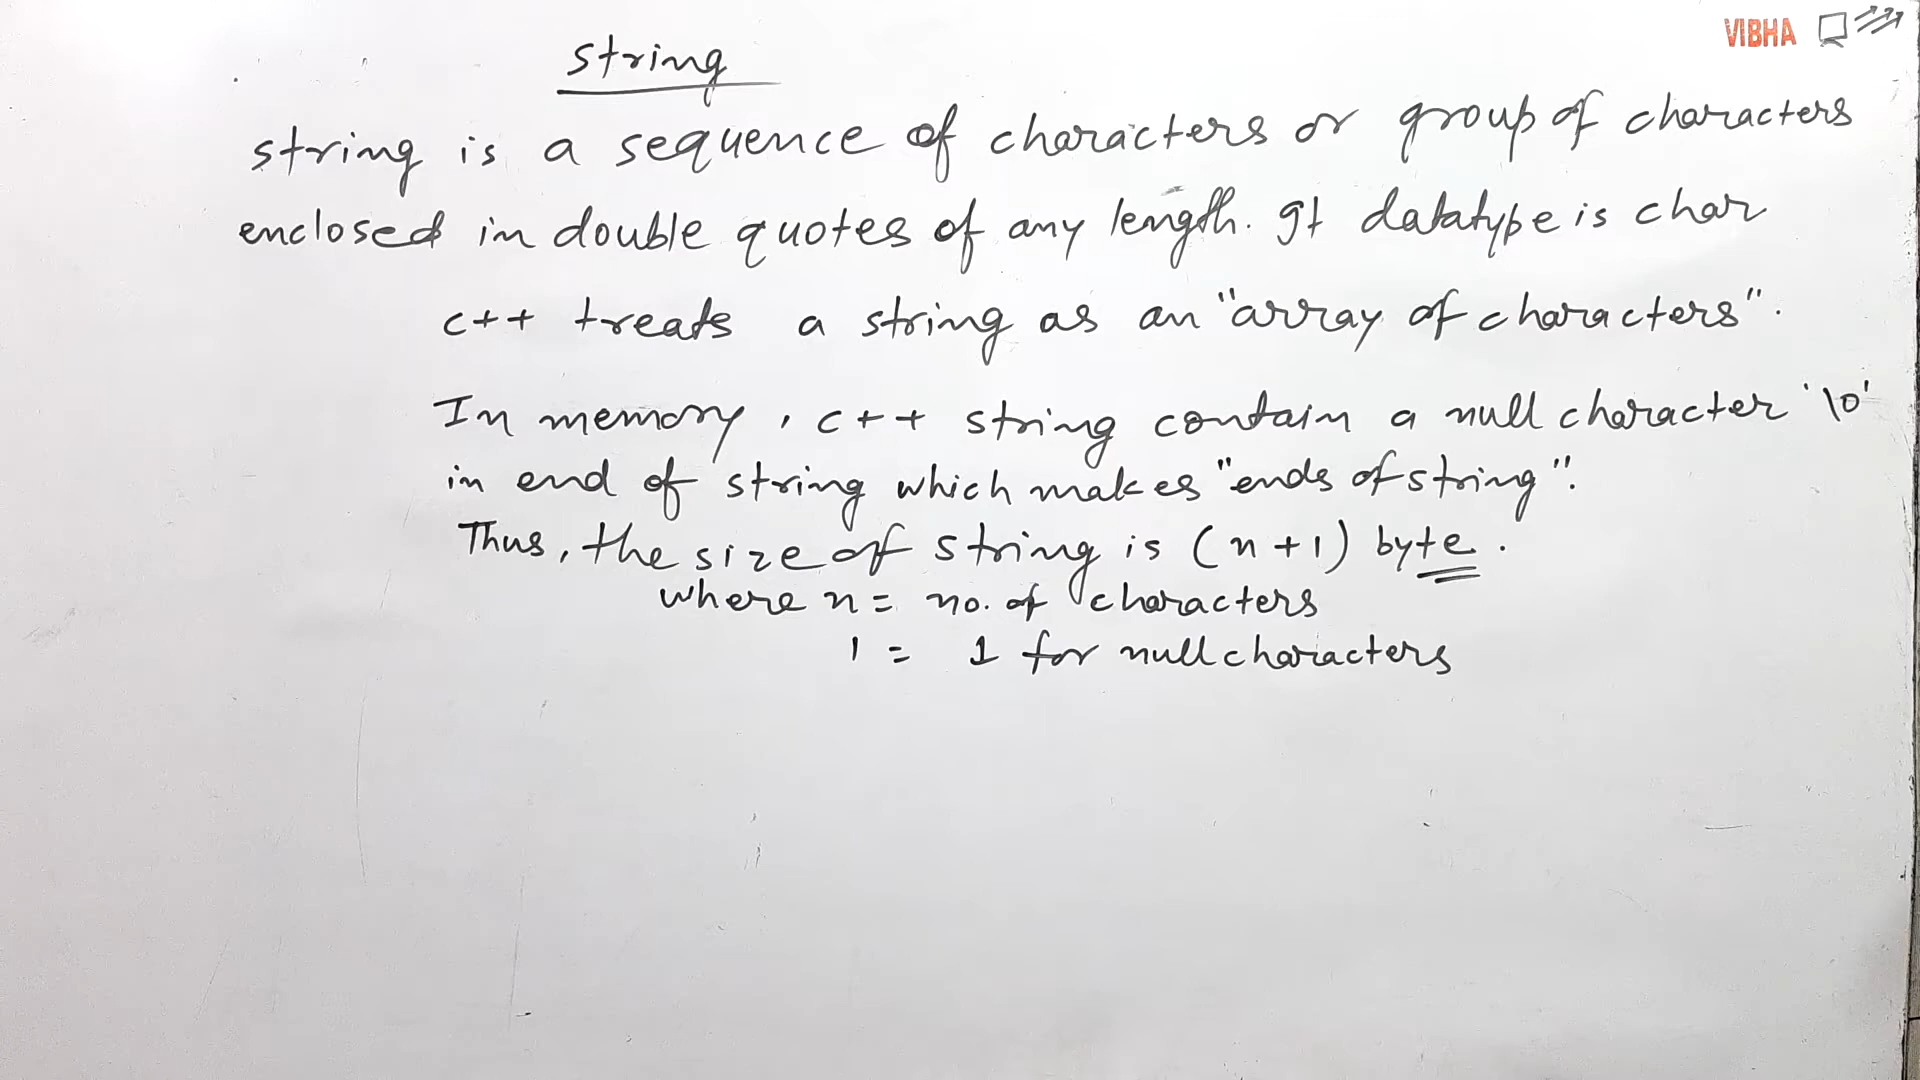 VIBHA
string
string is a sequence of characters or group of characters
enclosed in double quotes of any length. It datatype is char
c++ treats a string as an "array of characters".
In memory, c++ string contain a null character '\0'
in end of string which makes "ends of string".
Thus, the size of string is (n+1) byte.
where n = no. of characters
1 = 1 for null characters